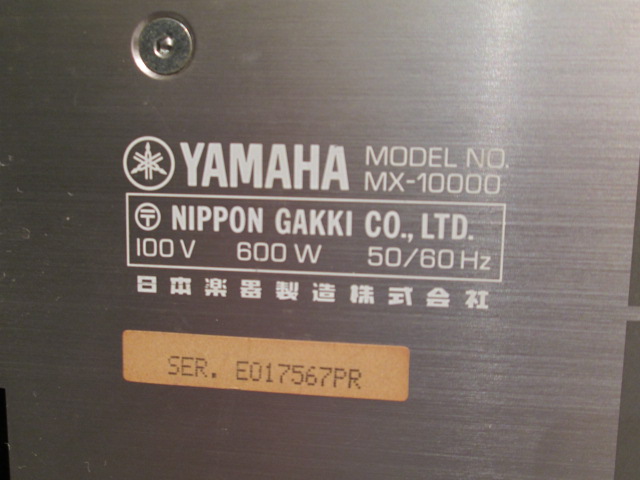 YAMAHA MODEL NO.
MX-10000
〒 NIPPON GAKKI CO., LTD.
100 V 600 W 50/60 Hz
日本楽器製造株式会社
SER. E017567PR